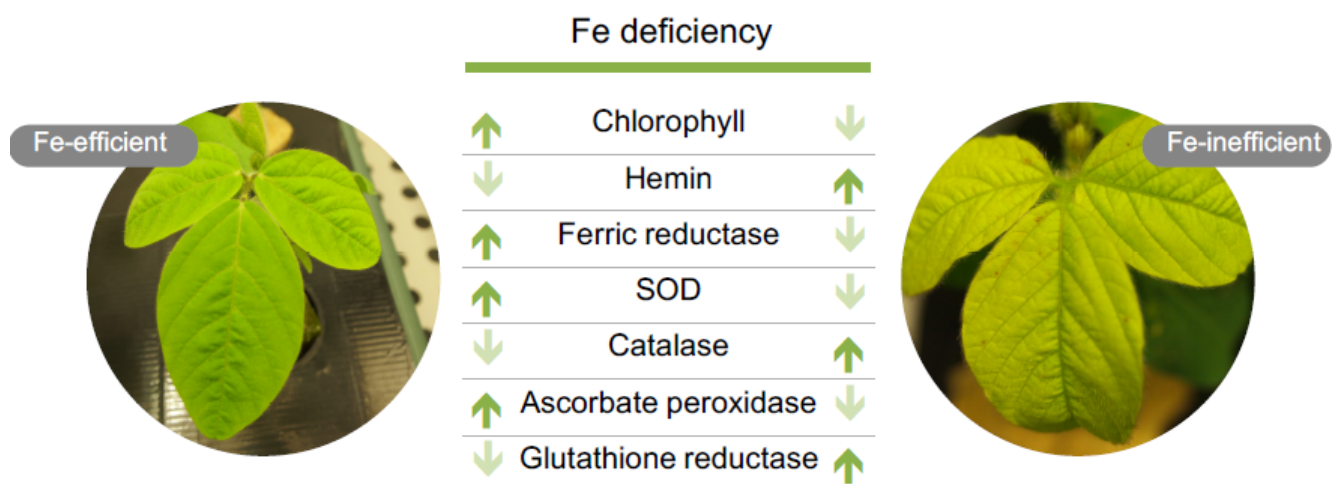 Fe deficiency
Fe-efficient
Fe-inefficient
Chlorophyll
Hemin
Ferric reductase
SOD
Catalase
Ascorbate peroxidase
Glutathione reductase